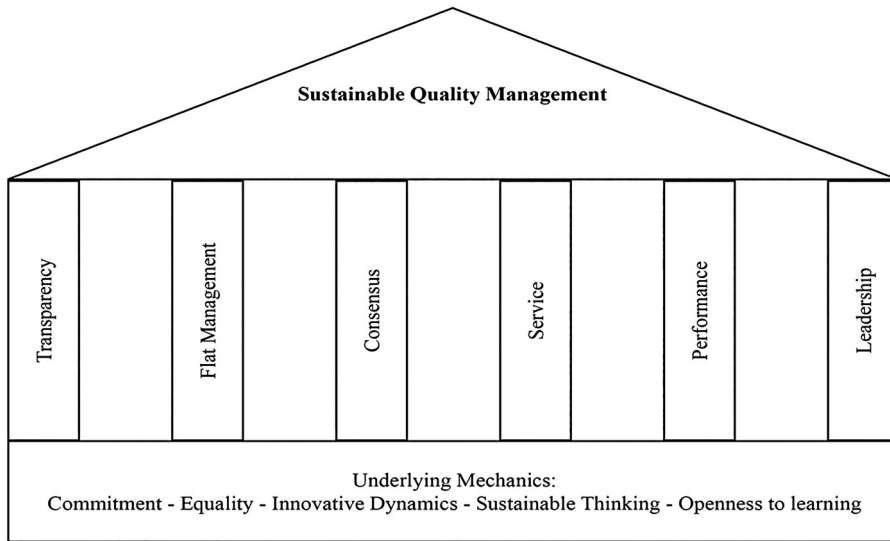 Sustainable Quality Management
Transparency
Flat Management
Consensus
Service
Performance
Leadership
Underlying Mechanics:
Commitment - Equality - Innovative Dynamics - Sustainable Thinking - Openness to learning